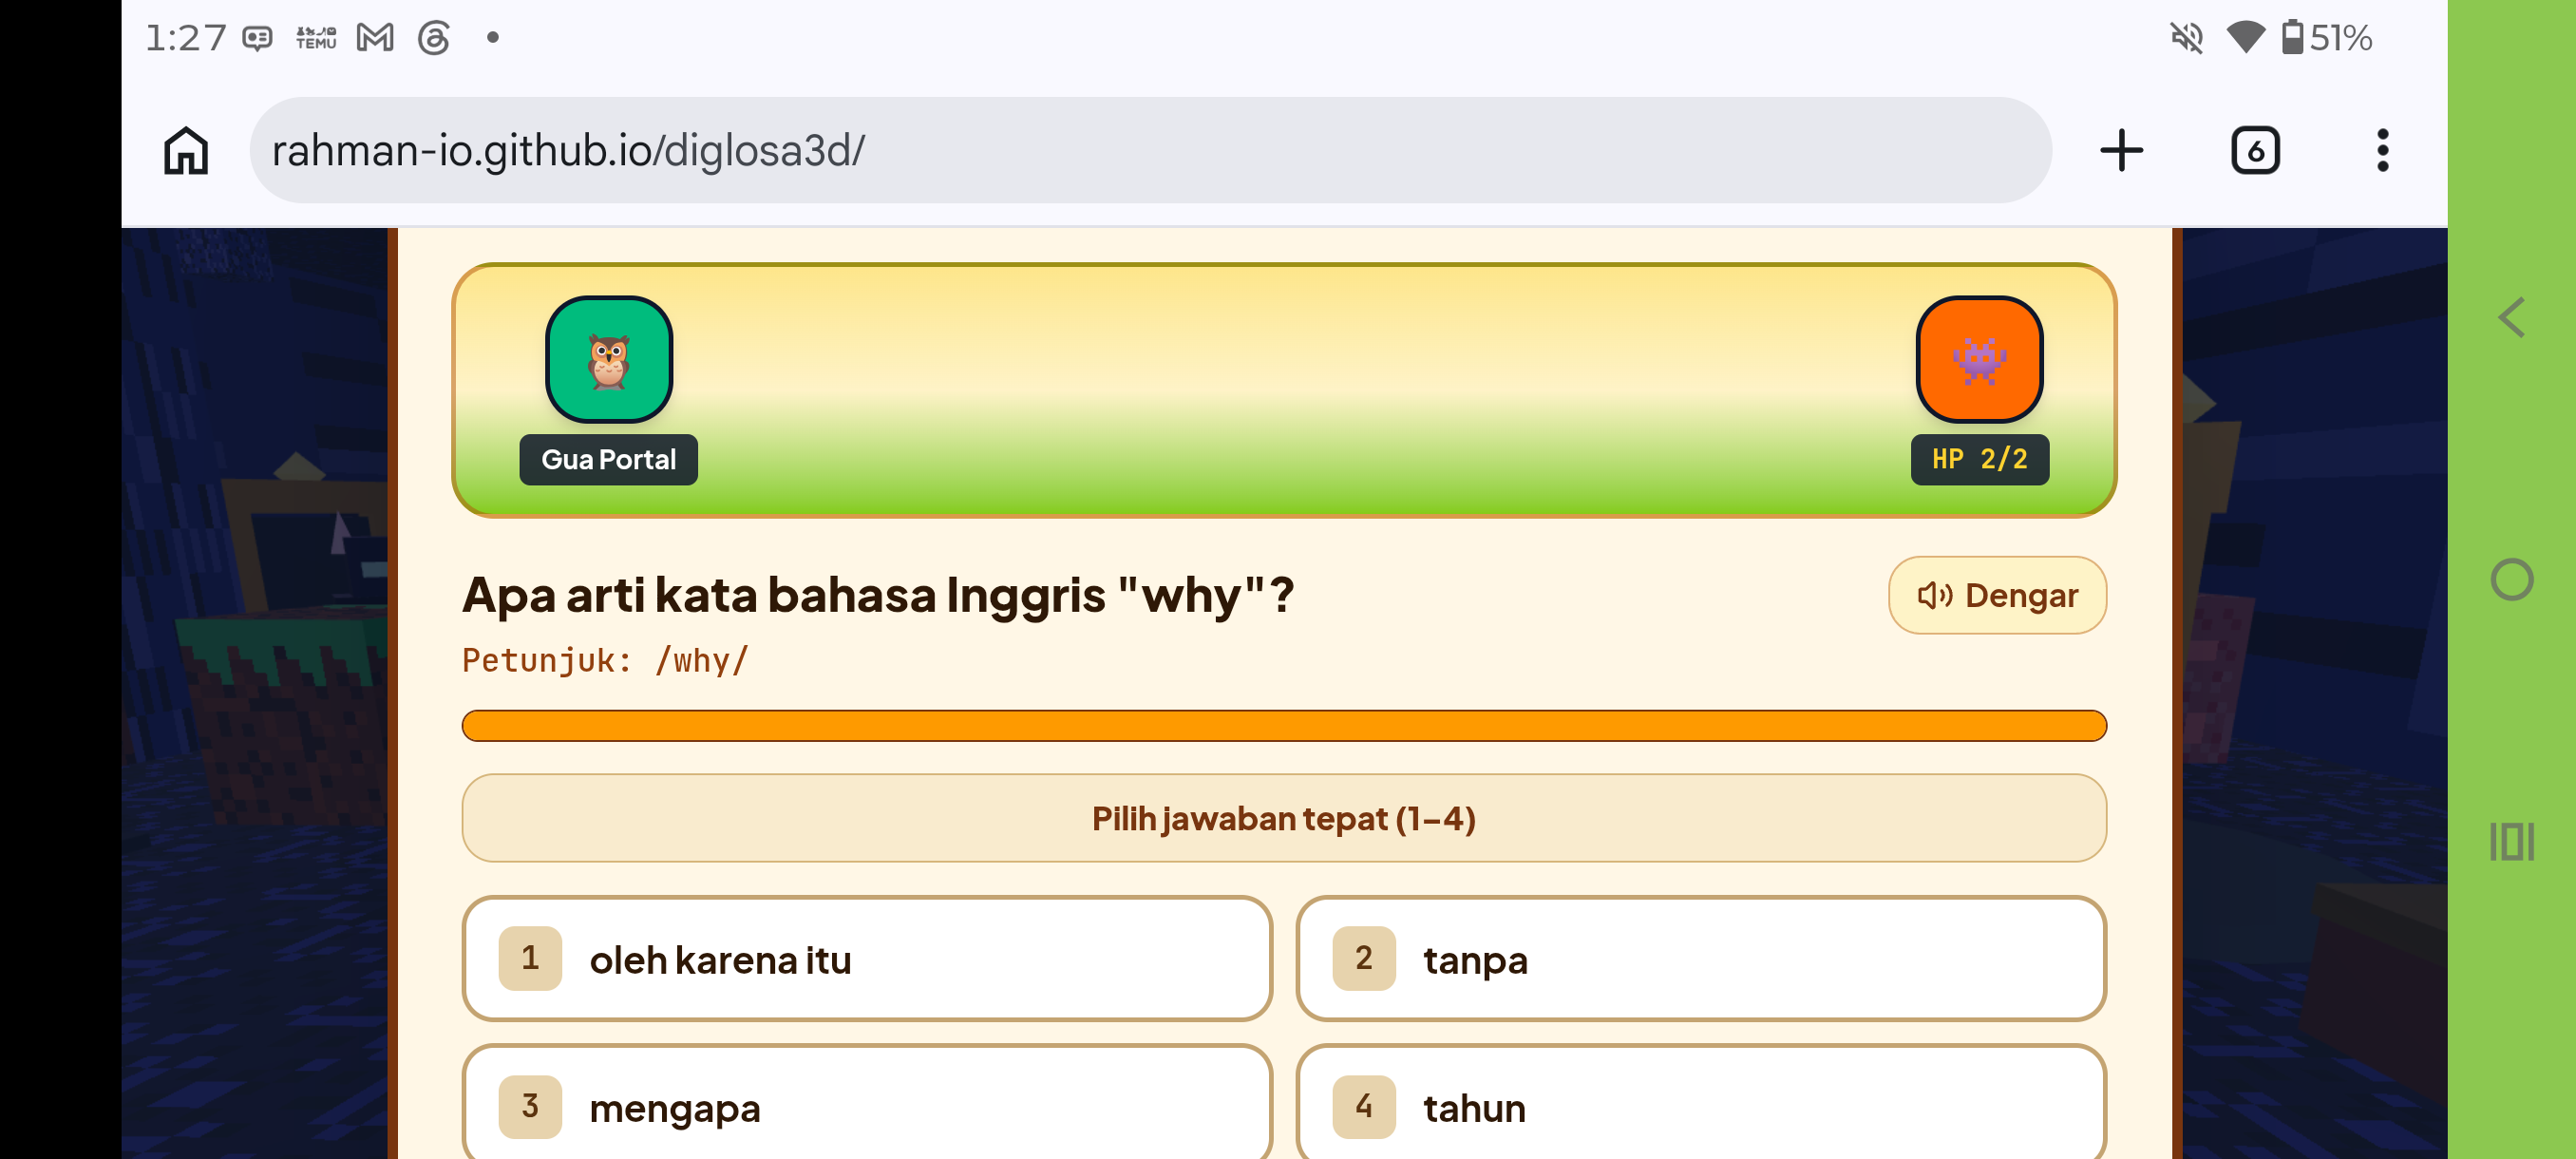 1:27 TEMU 51%
rahman-io.github.io/diglosa3d/ 6
Gua Portal
HP 2/2
Apa arti kata bahasa Inggris "why"?
Dengar
Petunjuk: /why/
Pilih jawaban tepat (1–4)
1 oleh karena itu
2 tanpa
3 mengapa
4 tahun